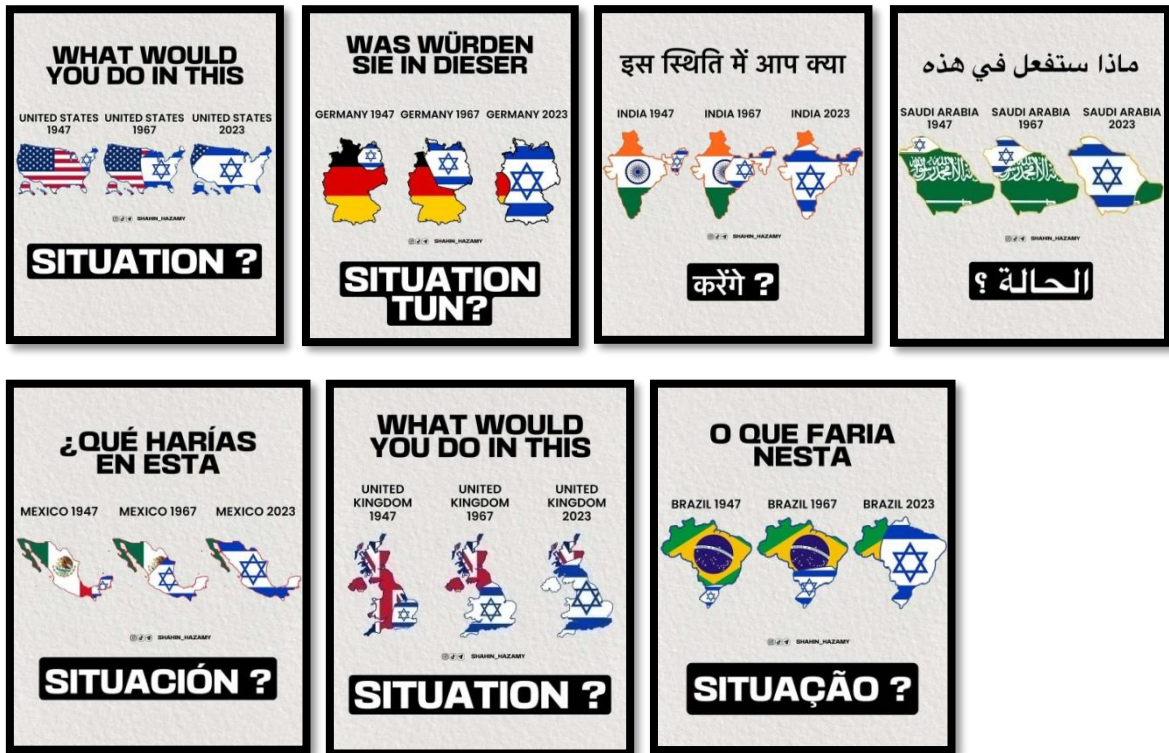 WHAT WOULD
YOU DO IN THIS
UNITED STATES
1947
UNITED STATES
1967
UNITED STATES
2023
SHAHIN_HAZAMY
SITUATION ?
WAS WÜRDEN
SIE IN DIESER
GERMANY 1947
GERMANY 1967
GERMANY 2023
SHAHIN_HAZAMY
SITUATION
TUN?
इस स्थिति में आप क्या
INDIA 1947
INDIA 1967
INDIA 2023
SHAHIN_HAZAMY
करेंगे ?
ماذا ستفعل في هذه
SAUDI ARABIA
1947
SAUDI ARABIA
1967
SAUDI ARABIA
2023
SHAHIN_HAZAMY
الحالة ؟
¿QUÉ HARÍAS
EN ESTA
MEXICO 1947
MEXICO 1967
MEXICO 2023
SHAHIN_HAZAMY
SITUACIÓN ?
WHAT WOULD
YOU DO IN THIS
UNITED
KINGDOM
1947
UNITED
KINGDOM
1967
UNITED
KINGDOM
2023
SHAHIN_HAZAMY
SITUATION ?
O QUE FARIA
NESTA
BRAZIL 1947
BRAZIL 1967
BRAZIL 2023
SHAHIN_HAZAMY
SITUAÇÃO ?